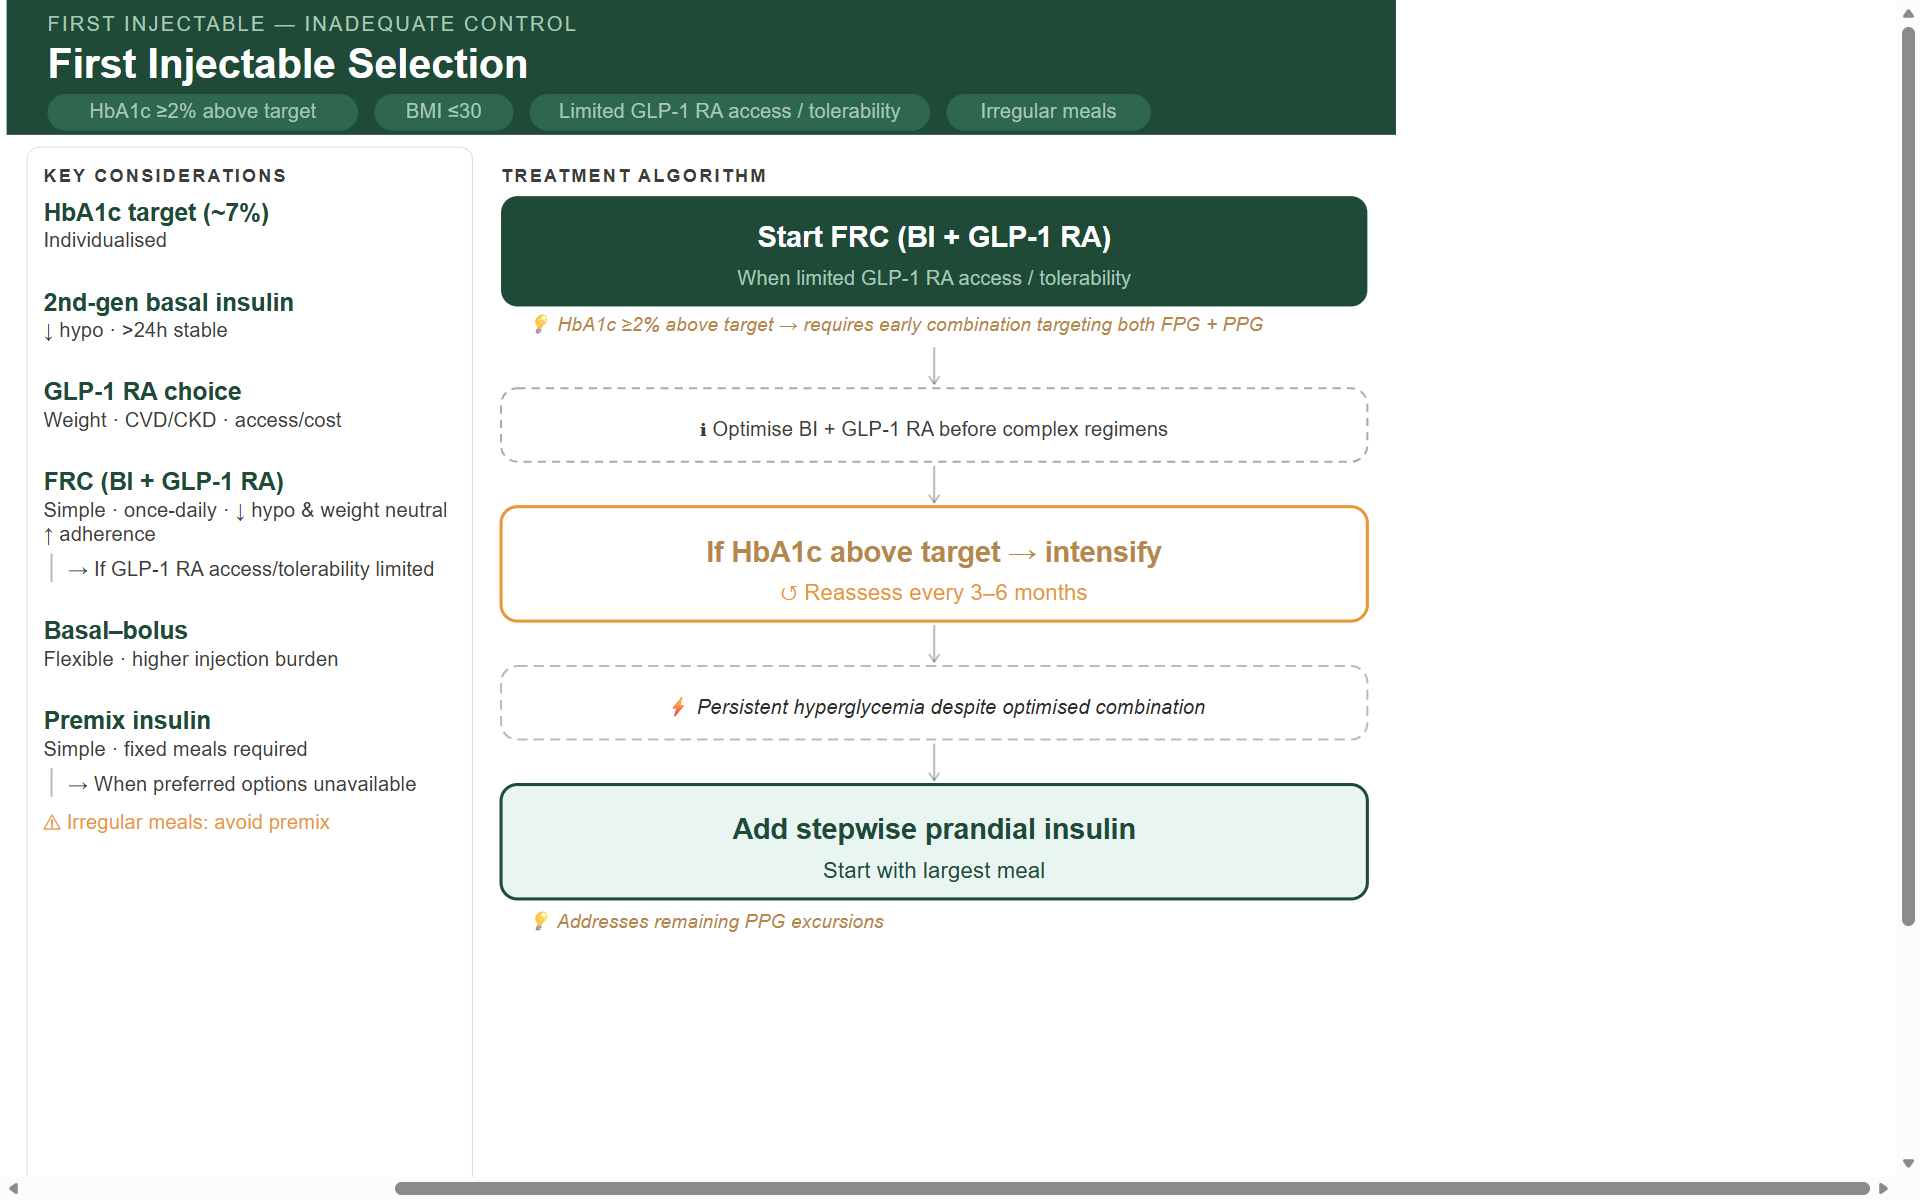 FIRST INJECTABLE — INADEQUATE CONTROL
First Injectable Selection
HbA1c ≥2% above target
BMI ≤30
Limited GLP-1 RA access / tolerability
Irregular meals
KEY CONSIDERATIONS
HbA1c target (~7%)
Individualised
2nd-gen basal insulin
↓ hypo · >24h stable
GLP-1 RA choice
Weight · CVD/CKD · access/cost
FRC (BI + GLP-1 RA)
Simple · once-daily · ↓ hypo & weight neutral
↑ adherence
→ If GLP-1 RA access/tolerability limited
Basal–bolus
Flexible · higher injection burden
Premix insulin
Simple · fixed meals required
→ When preferred options unavailable
⚠ Irregular meals: avoid premix
TREATMENT ALGORITHM
Start FRC (BI + GLP-1 RA)
When limited GLP-1 RA access / tolerability
💡 HbA1c ≥2% above target → requires early combination targeting both FPG + PPG
ℹ Optimise BI + GLP-1 RA before complex regimens
If HbA1c above target → intensify
↺ Reassess every 3–6 months
⚡ Persistent hyperglycemia despite optimised combination
Add stepwise prandial insulin
Start with largest meal
💡 Addresses remaining PPG excursions